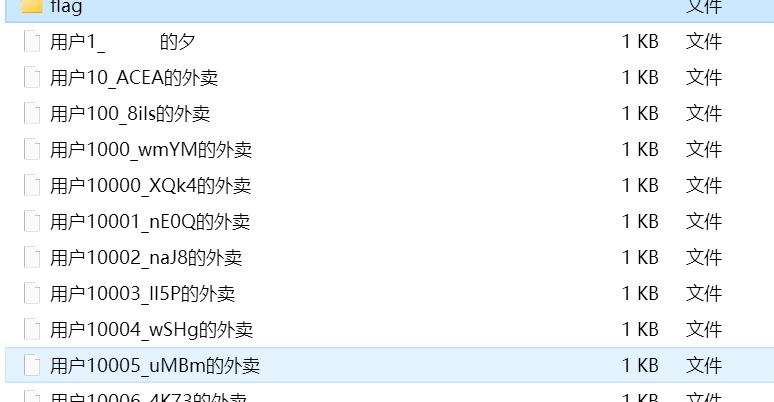 flag 文件
用户1_ 的夕
1 KB 文件
用户10_ACEA的外卖 1 KB 文件
用户100_8iIs的外卖 1 KB 文件
用户1000_wmYM的外卖 1 KB 文件
用户10000_XQk4的外卖 1 KB 文件
用户10001_nE0Q的外卖 1 KB 文件
用户10002_naJ8的外卖 1 KB 文件
用户10003_lI5P的外卖 1 KB 文件
用户10004_wSHg的外卖 1 KB 文件
用户10005_uMBm的外卖 1 KB 文件
用户10006_4K73的外卖 1 KB 文件